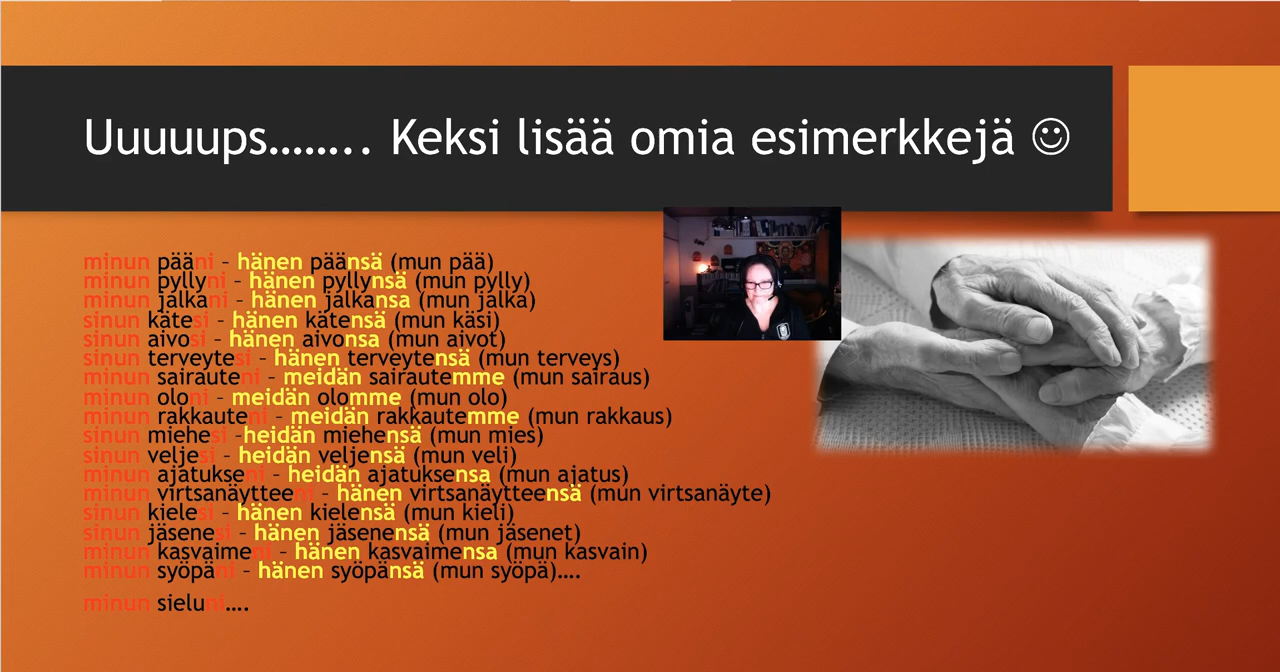 Uuuuups…….. Keksi lisää omia esimerkkejä ☺
minun pääni – hänen päänsä (mun pää)
minun pyllyni – hänen pyllynsä (mun pylly)
minun jalkani – hänen jalkansa (mun jalka)
sinun kätesi – hänen kätensä (mun käsi)
sinun aivosi – hänen aivonsa (mun aivot)
sinun terveytesi – hänen terveytensä (mun terveys)
minun sairauteni – meidän sairautemme (mun sairaus)
minun oloni – meidän olomme (mun olo)
minun rakkauteni – meidän rakkautemme (mun rakkaus)
sinun miehesi –heidän miehensä (mun mies)
sinun veljesi – heidän veljensä (mun veli)
minun ajatukseni – heidän ajatuksensa (mun ajatus)
minun virtsanäytteeni – hänen virtsanäytteensä (mun virtsanäyte)
sinun kielesi – hänen kielensä (mun kieli)
sinun jäsenesi – hänen jäsenensä (mun jäsenet)
minun kasvaimeni – hänen kasvaimensa (mun kasvain)
minun syöpäni – hänen syöpänsä (mun syöpä)….
minun sieluni….